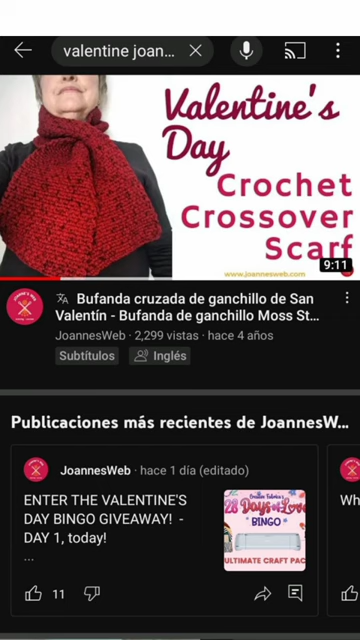 valentine joan...
Valentine's
Day
Crochet
Crossover
Scarf
www.joannesweb.com
9:11
Bufanda cruzada de ganchillo de San
Valentín - Bufanda de ganchillo Moss St...
JoannesWeb · 2,299 vistas · hace 4 años
Subtítulos
Inglés
Publicaciones más recientes de JoannesW...
JoannesWeb · hace 1 día (editado)
ENTER THE VALENTINE'S
DAY BINGO GIVEAWAY! -
DAY 1, today!
...
28 Days of Love
BINGO
ULTIMATE CRAFT PAC
11
Wh